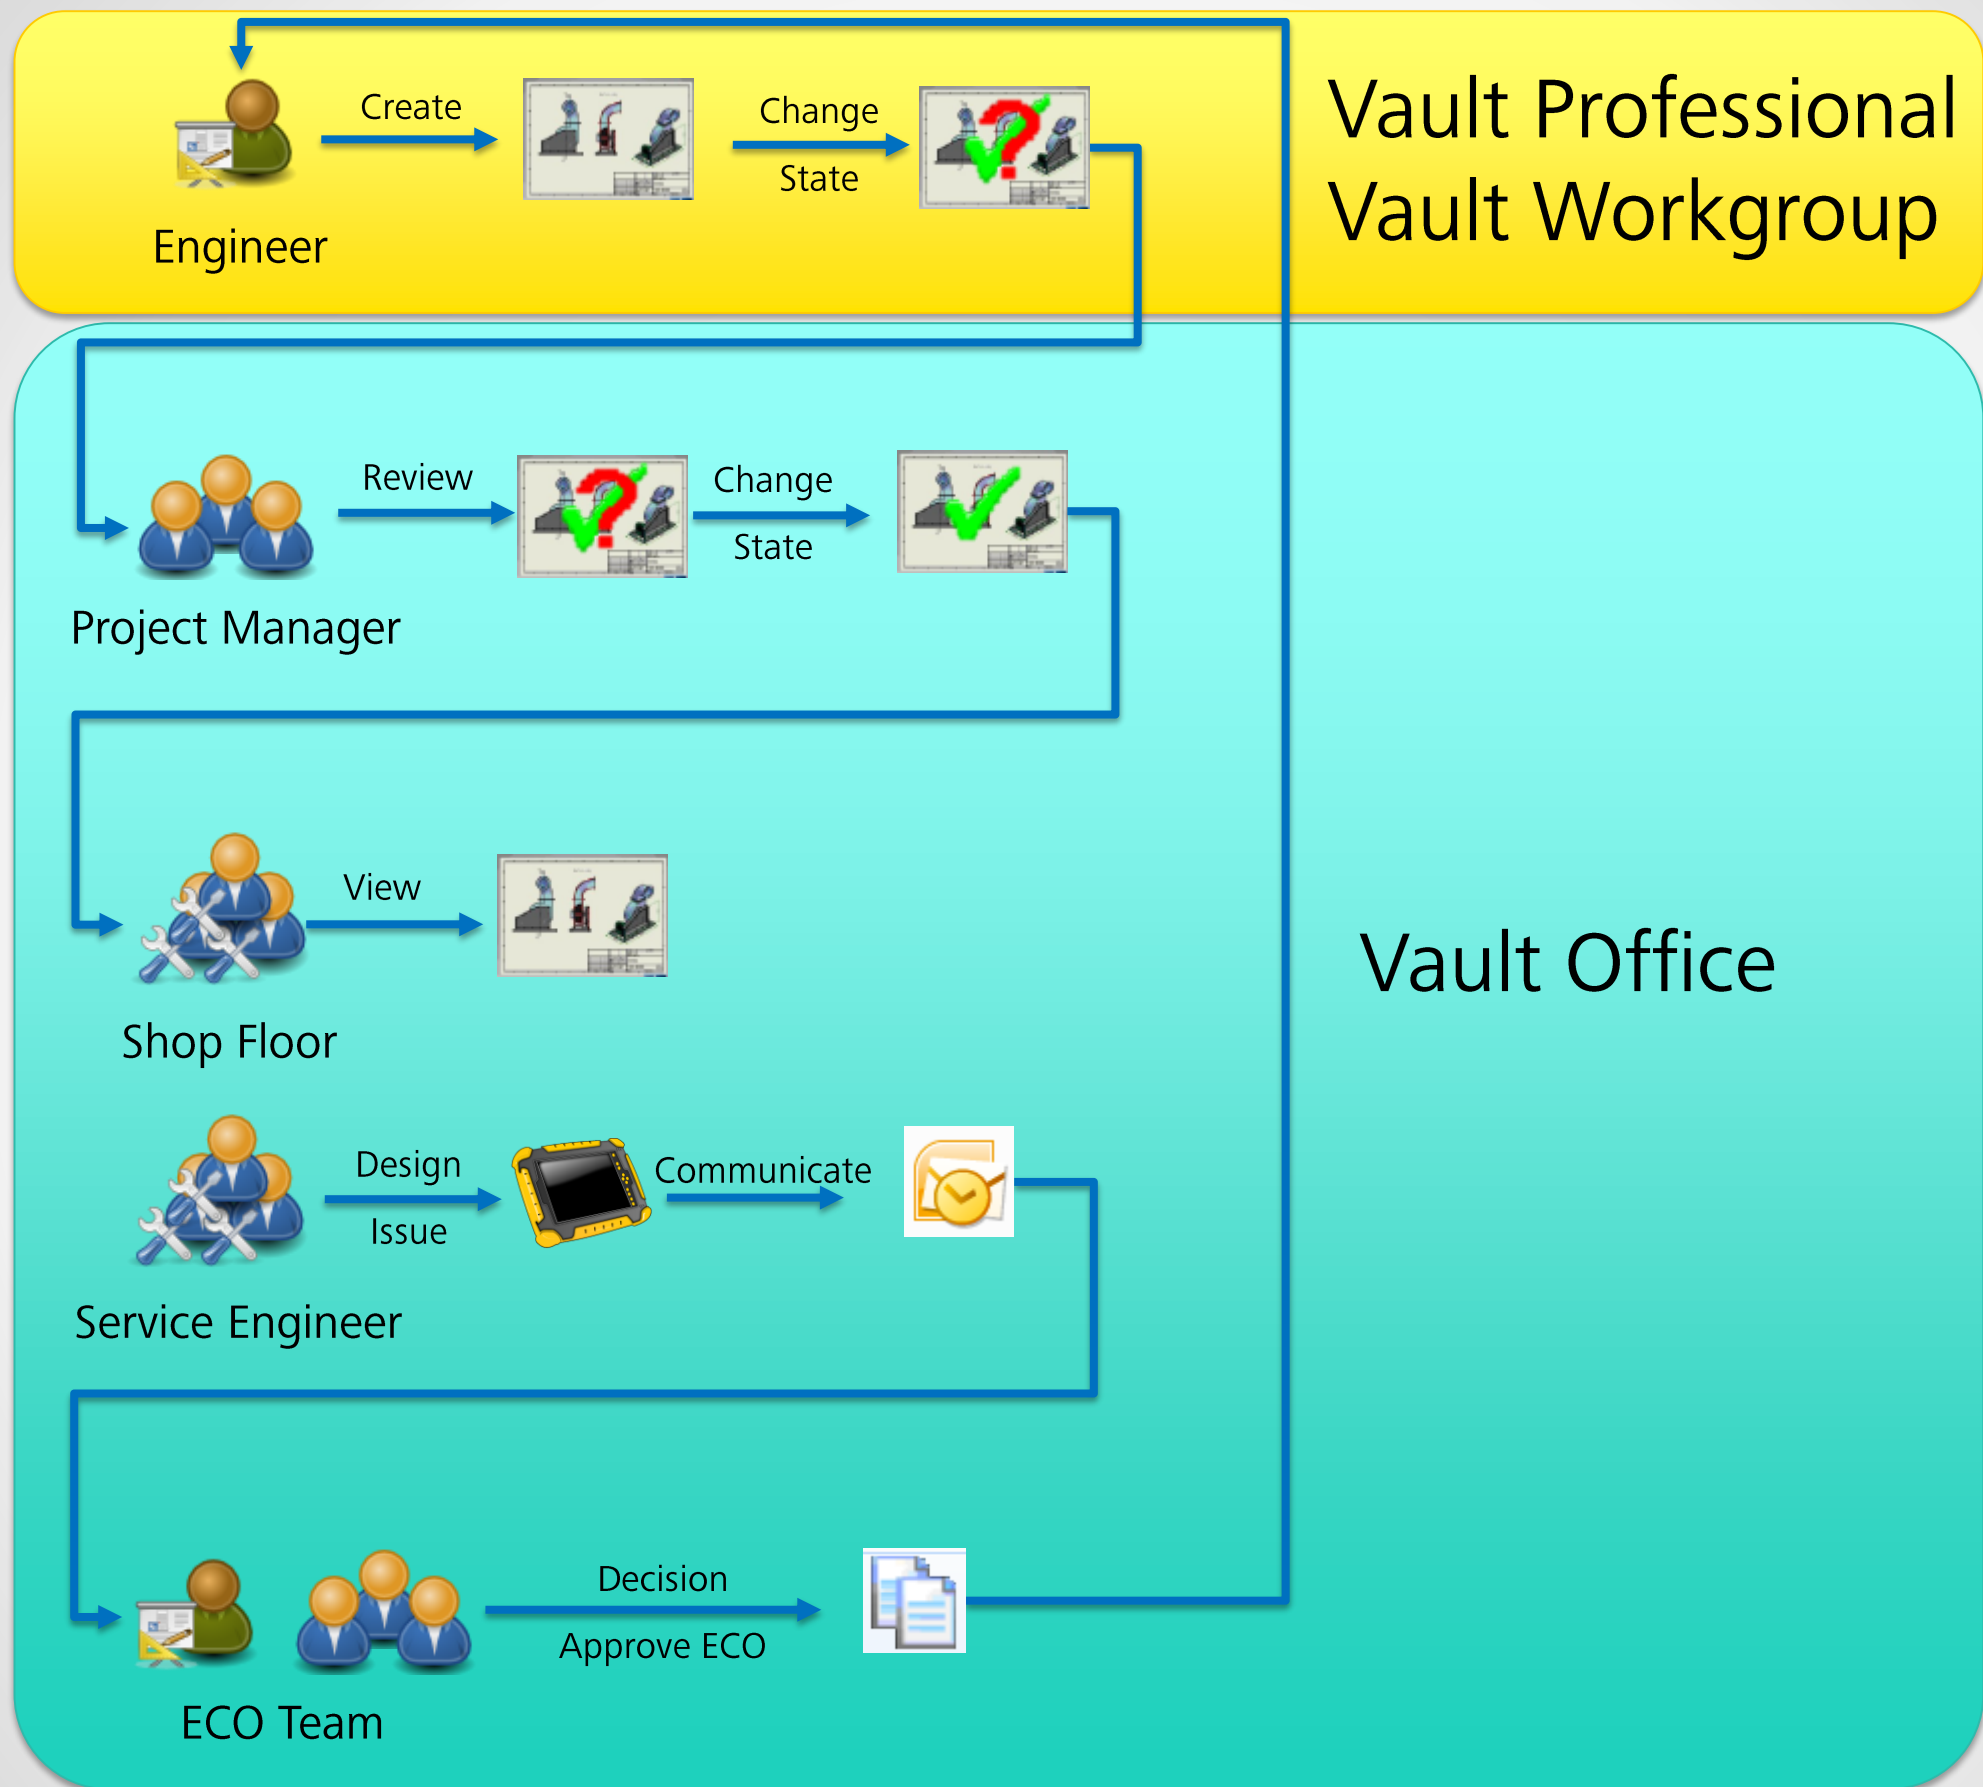 Create
Change
State
Engineer
Vault Professional
Vault Workgroup
Review
Change
State
Project Manager
View
Shop Floor
Vault Office
Design
Issue
Communicate
Service Engineer
Decision
Approve ECO
ECO Team